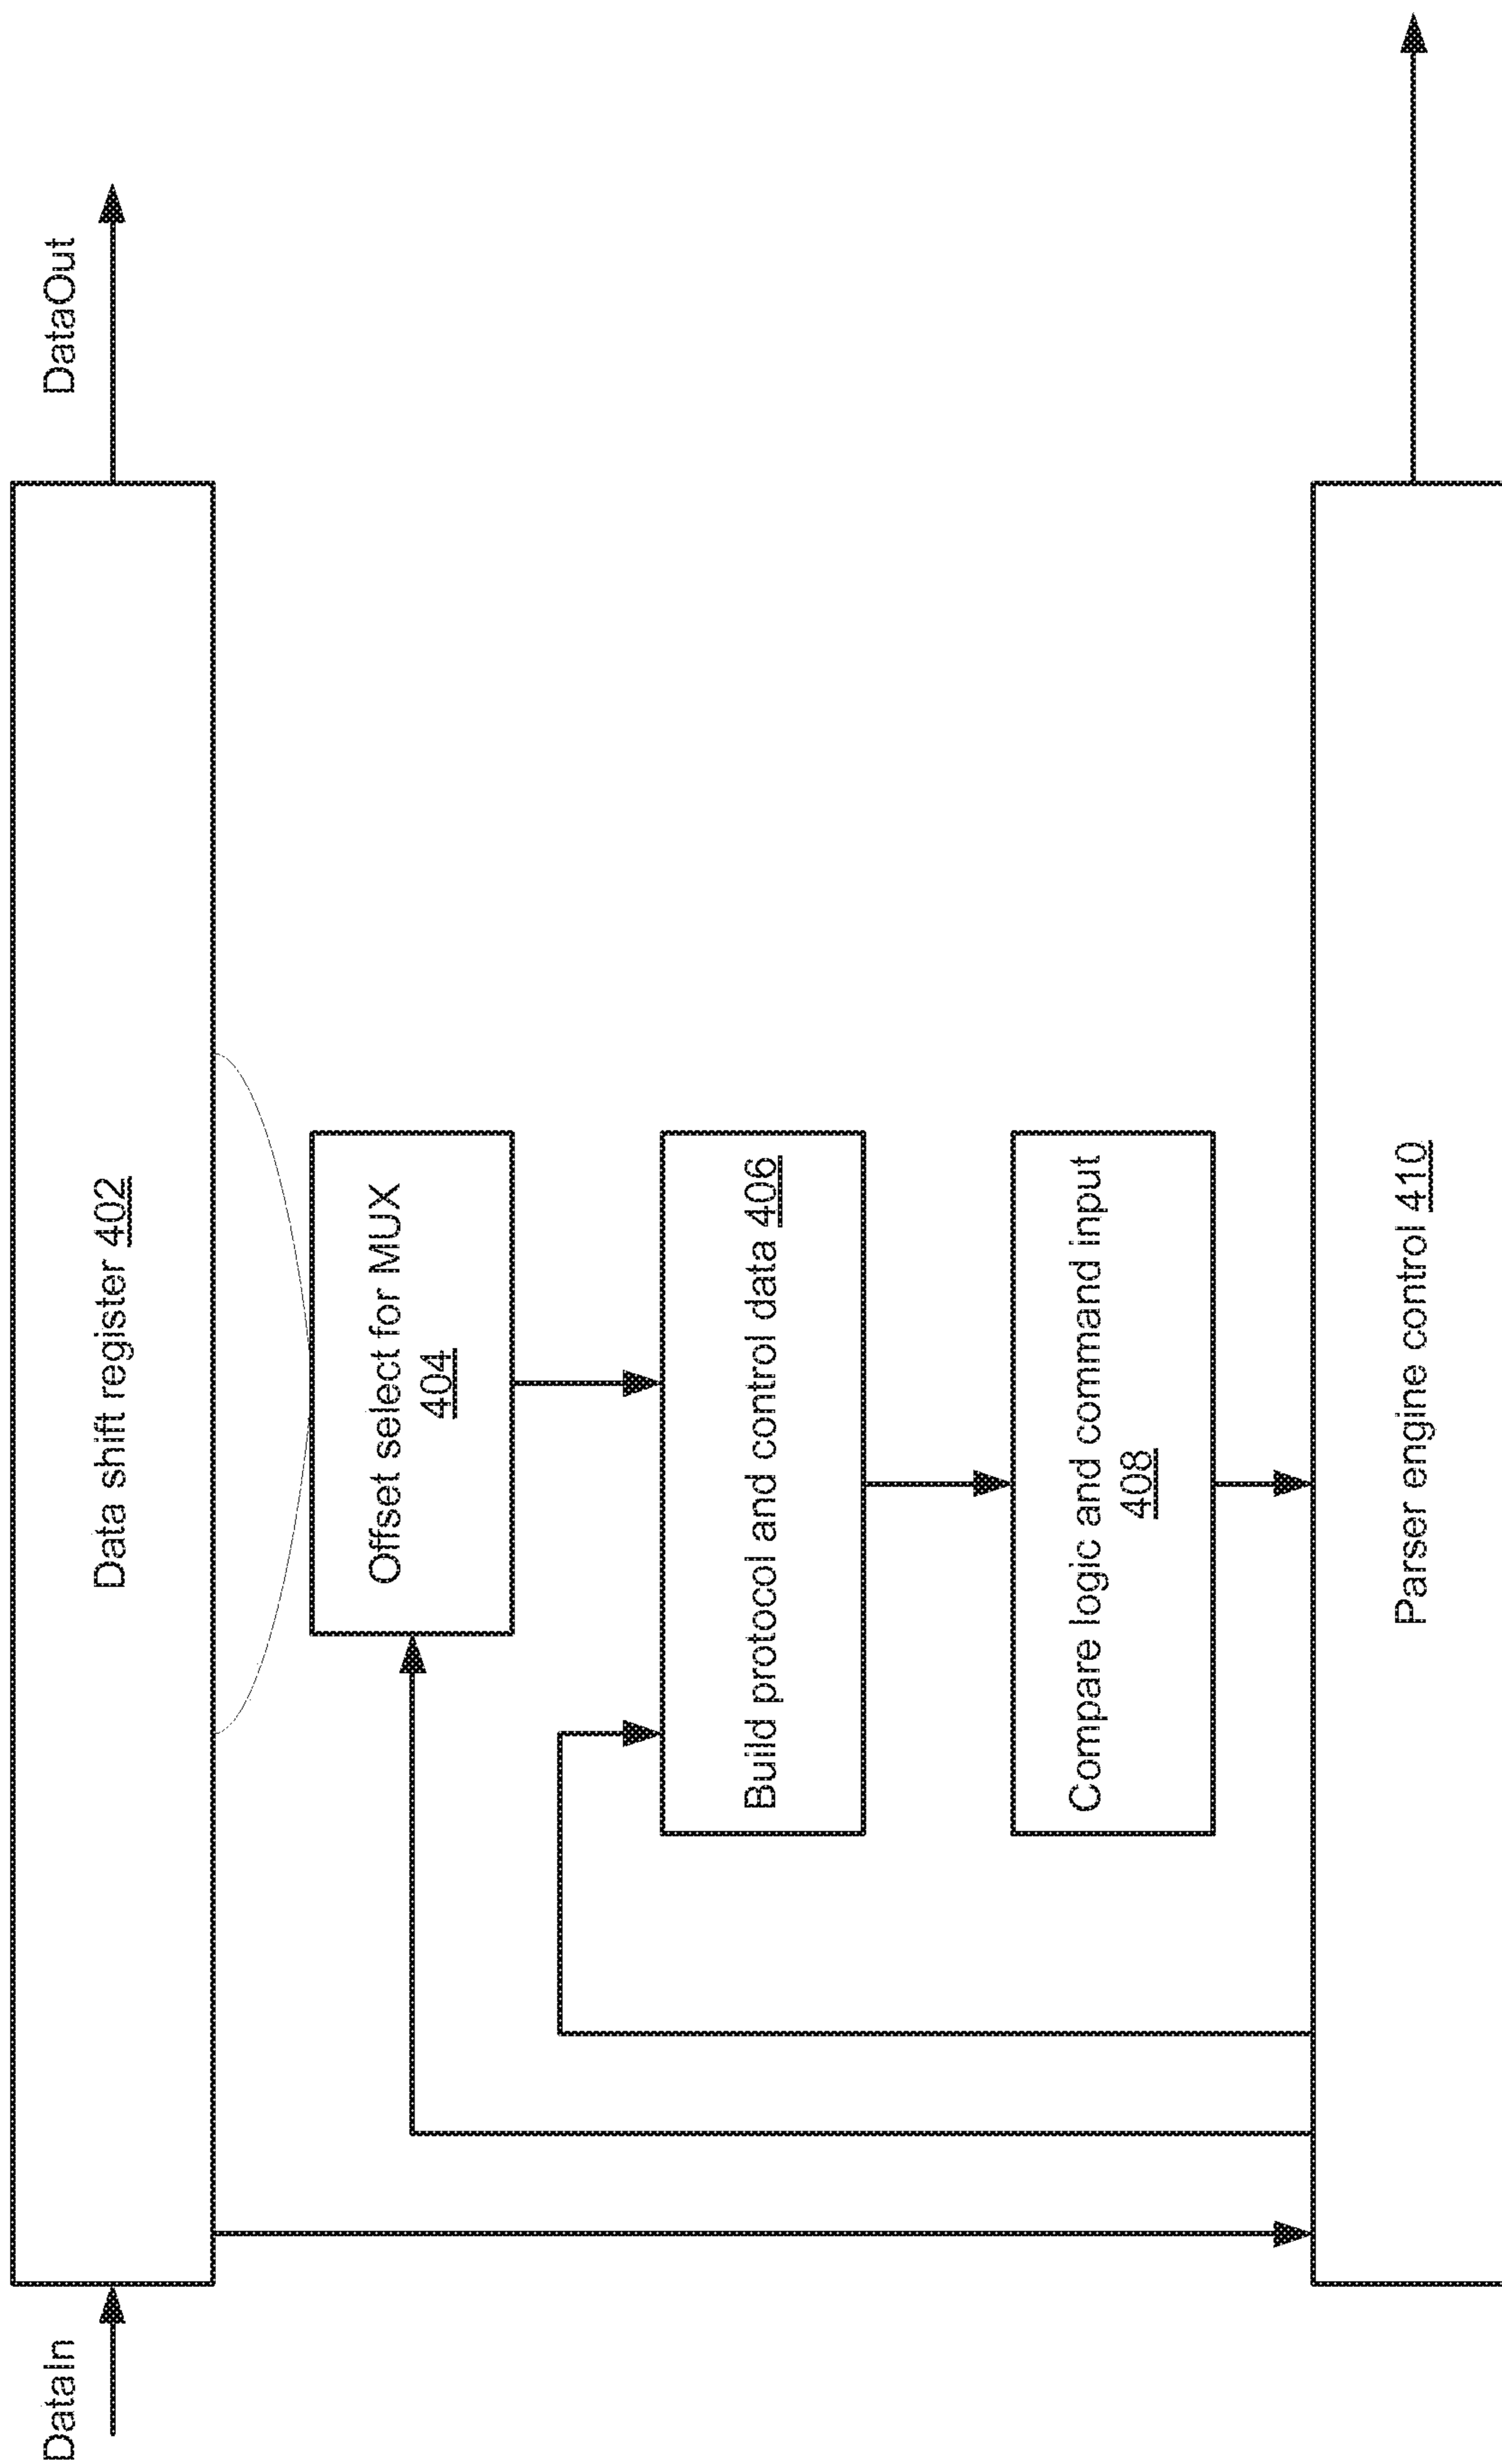 DataIn
DataOut
Data shift register 402
Offset select for MUX
404
Build protocol and control data 406
Compare logic and command input
408
Parser engine control 410